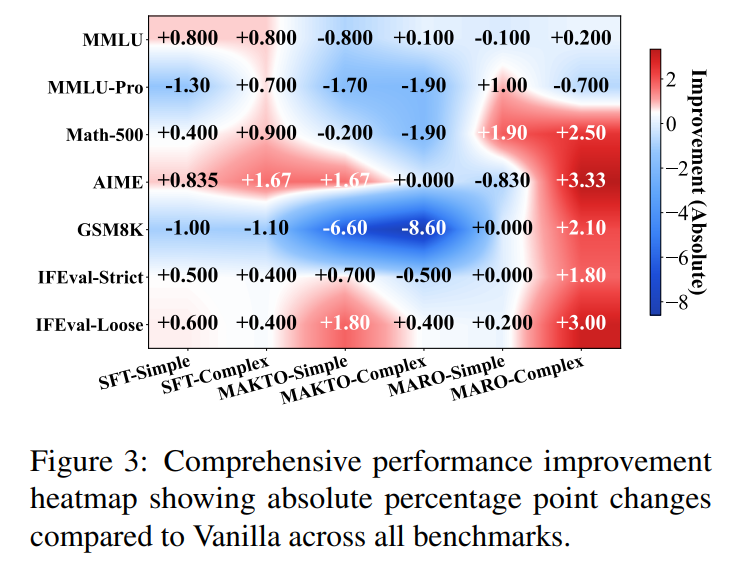 MMLU +0.800 +0.800 -0.800 +0.100 -0.100 +0.200
MMLU-Pro -1.30 +0.700 -1.70 -1.90 +1.00 -0.700
Math-500 +0.400 +0.900 -0.200 -1.90 +1.90 +2.50
AIME +0.835 +1.67 +1.67 +0.000 -0.830 +3.33
GSM8K -1.00 -1.10 -6.60 -8.60 +0.000 +2.10
IFEval-Strict +0.500 +0.400 +0.700 -0.500 +0.000 +1.80
IFEval-Loose +0.600 +0.400 +1.80 +0.400 +0.200 +3.00
SFT-Simple SFT-Complex MAKTO-Simple MAKTO-Complex MARO-Simple MARO-Complex
2
0
−2
−4
−6
−8
Improvement (Absolute)
Figure 3: Comprehensive performance improvement
heatmap showing absolute percentage point changes
compared to Vanilla across all benchmarks.